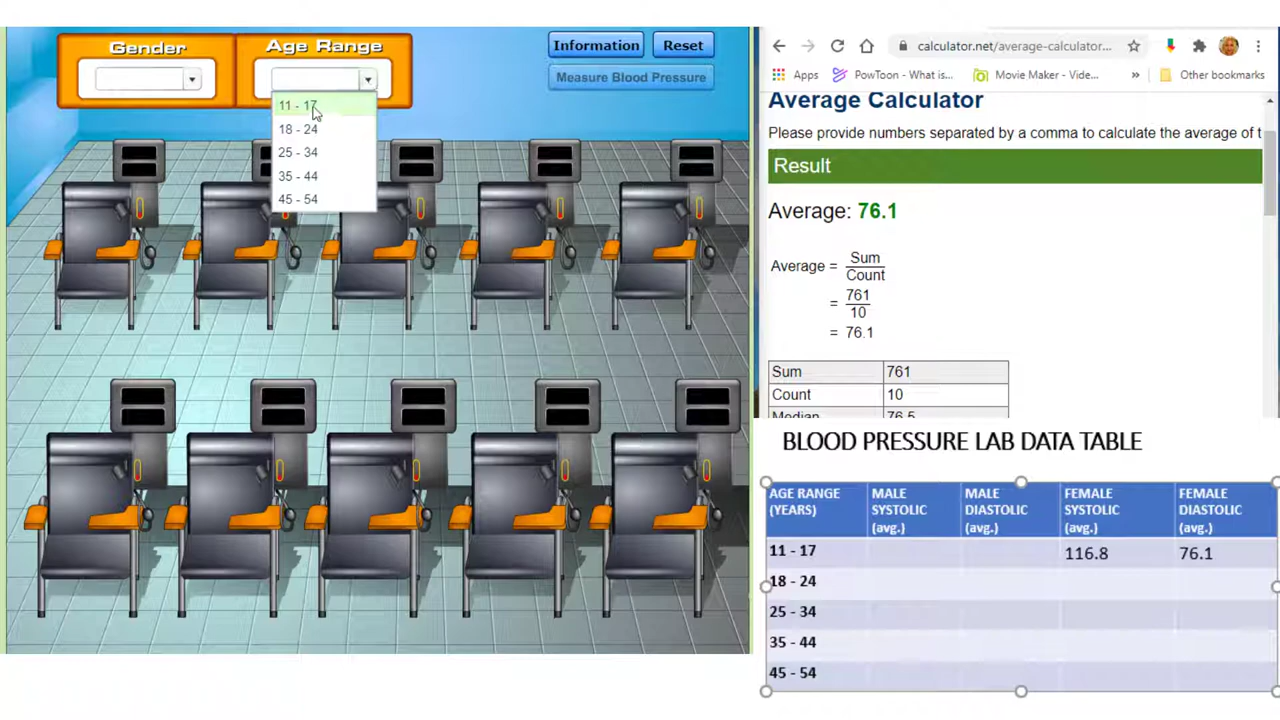 Gender
Age Range
Information
Reset
Measure Blood Pressure
11 - 17
18 - 24
25 - 34
35 - 44
45 - 54
calculator.net/average-calculator...
Apps
PowToon - What is...
Movie Maker - Vide...
»
Other bookmarks
Average Calculator
Please provide numbers separated by a comma to calculate the average of t
Result
Average: 76.1
Average = Sum
Count
= 761
10
= 76.1
Sum 761
Count 10
Median 76.5
BLOOD PRESSURE LAB DATA TABLE
AGE RANGE (YEARS)
MALE SYSTOLIC (avg.)
MALE DIASTOLIC (avg.)
FEMALE SYSTOLIC (avg.)
FEMALE DIASTOLIC (avg.)
11 - 17 116.8 76.1
18 - 24
25 - 34
35 - 44
45 - 54